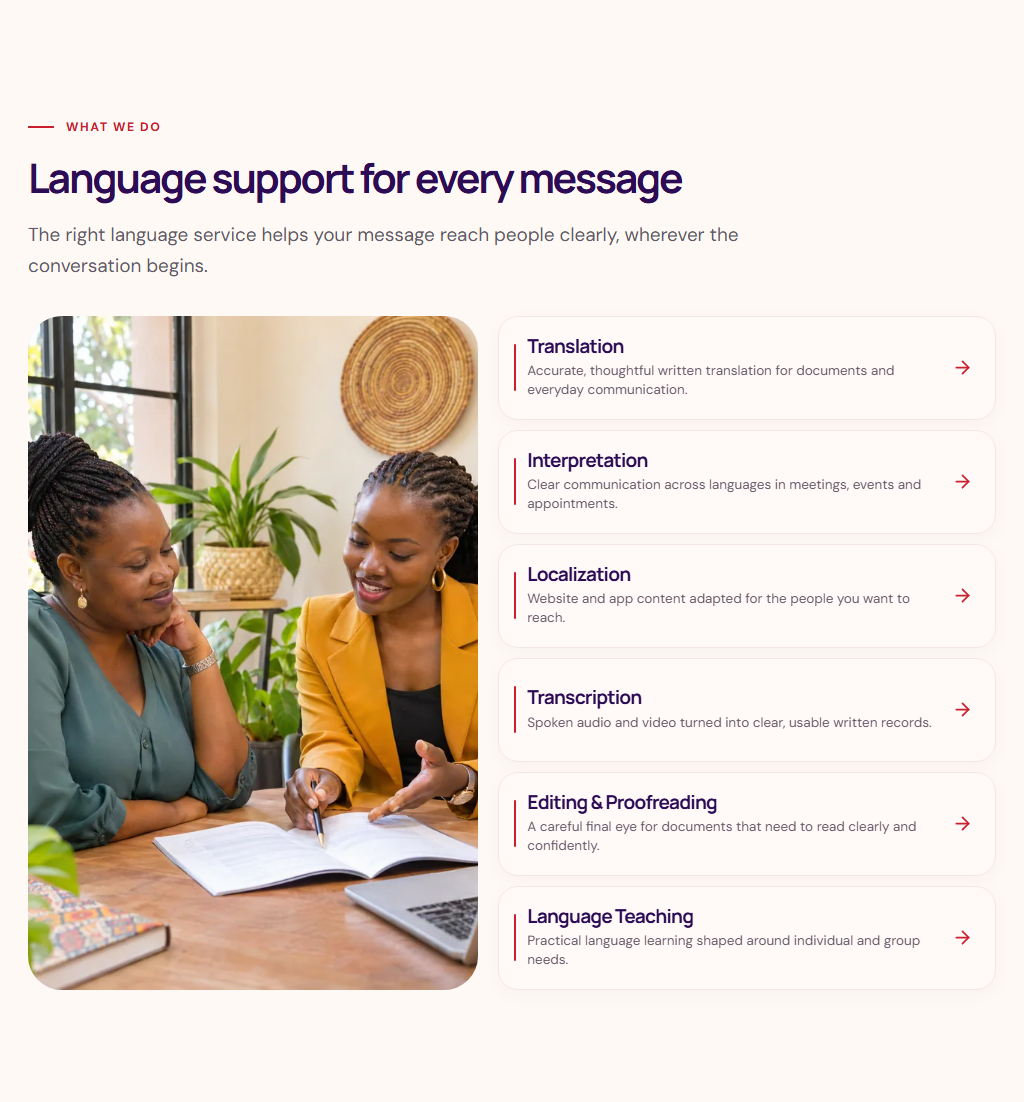 WHAT WE DO
Language support for every message
The right language service helps your message reach people clearly, wherever the
conversation begins.
Translation
Accurate, thoughtful written translation for documents and
everyday communication.
Interpretation
Clear communication across languages in meetings, events and
appointments.
Localization
Website and app content adapted for the people you want to
reach.
Transcription
Spoken audio and video turned into clear, usable written records.
Editing & Proofreading
A careful final eye for documents that need to read clearly and
confidently.
Language Teaching
Practical language learning shaped around individual and group
needs.